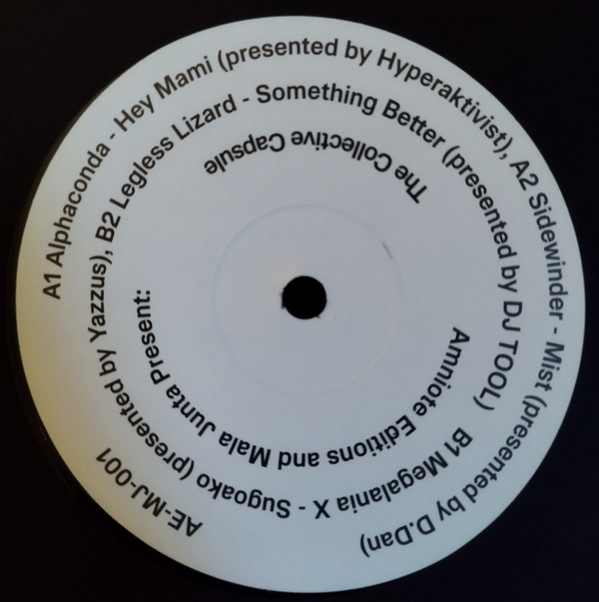 A1 Alphaconda - Hey Mami (presented by Hyperaktivist), A2 Sidewinder - Mist (presented by D.Dan)
B1 Megalania X - Sugoako (presented by Yazzus), B2 Legless Lizard - Something Better (presented by DJ TOOL)
Amniote Editions and Mala Junta Present:
The Collective Capsule
AE-MJ-001